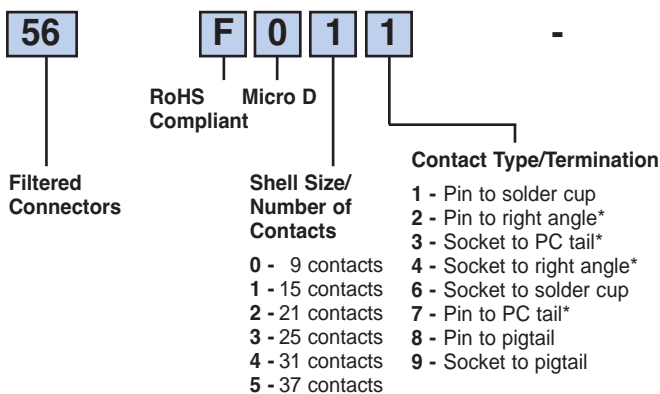 56 F 0 1 1 -
RoHS Compliant
Micro D
Filtered Connectors
Shell Size/
Number of
Contacts
0 - 9 contacts
1 - 15 contacts
2 - 21 contacts
3 - 25 contacts
4 - 31 contacts
5 - 37 contacts
Contact Type/Termination
1 - Pin to solder cup
2 - Pin to right angle*
3 - Socket to PC tail*
4 - Socket to right angle*
6 - Socket to solder cup
7 - Pin to PC tail*
8 - Pin to pigtail
9 - Socket to pigtail